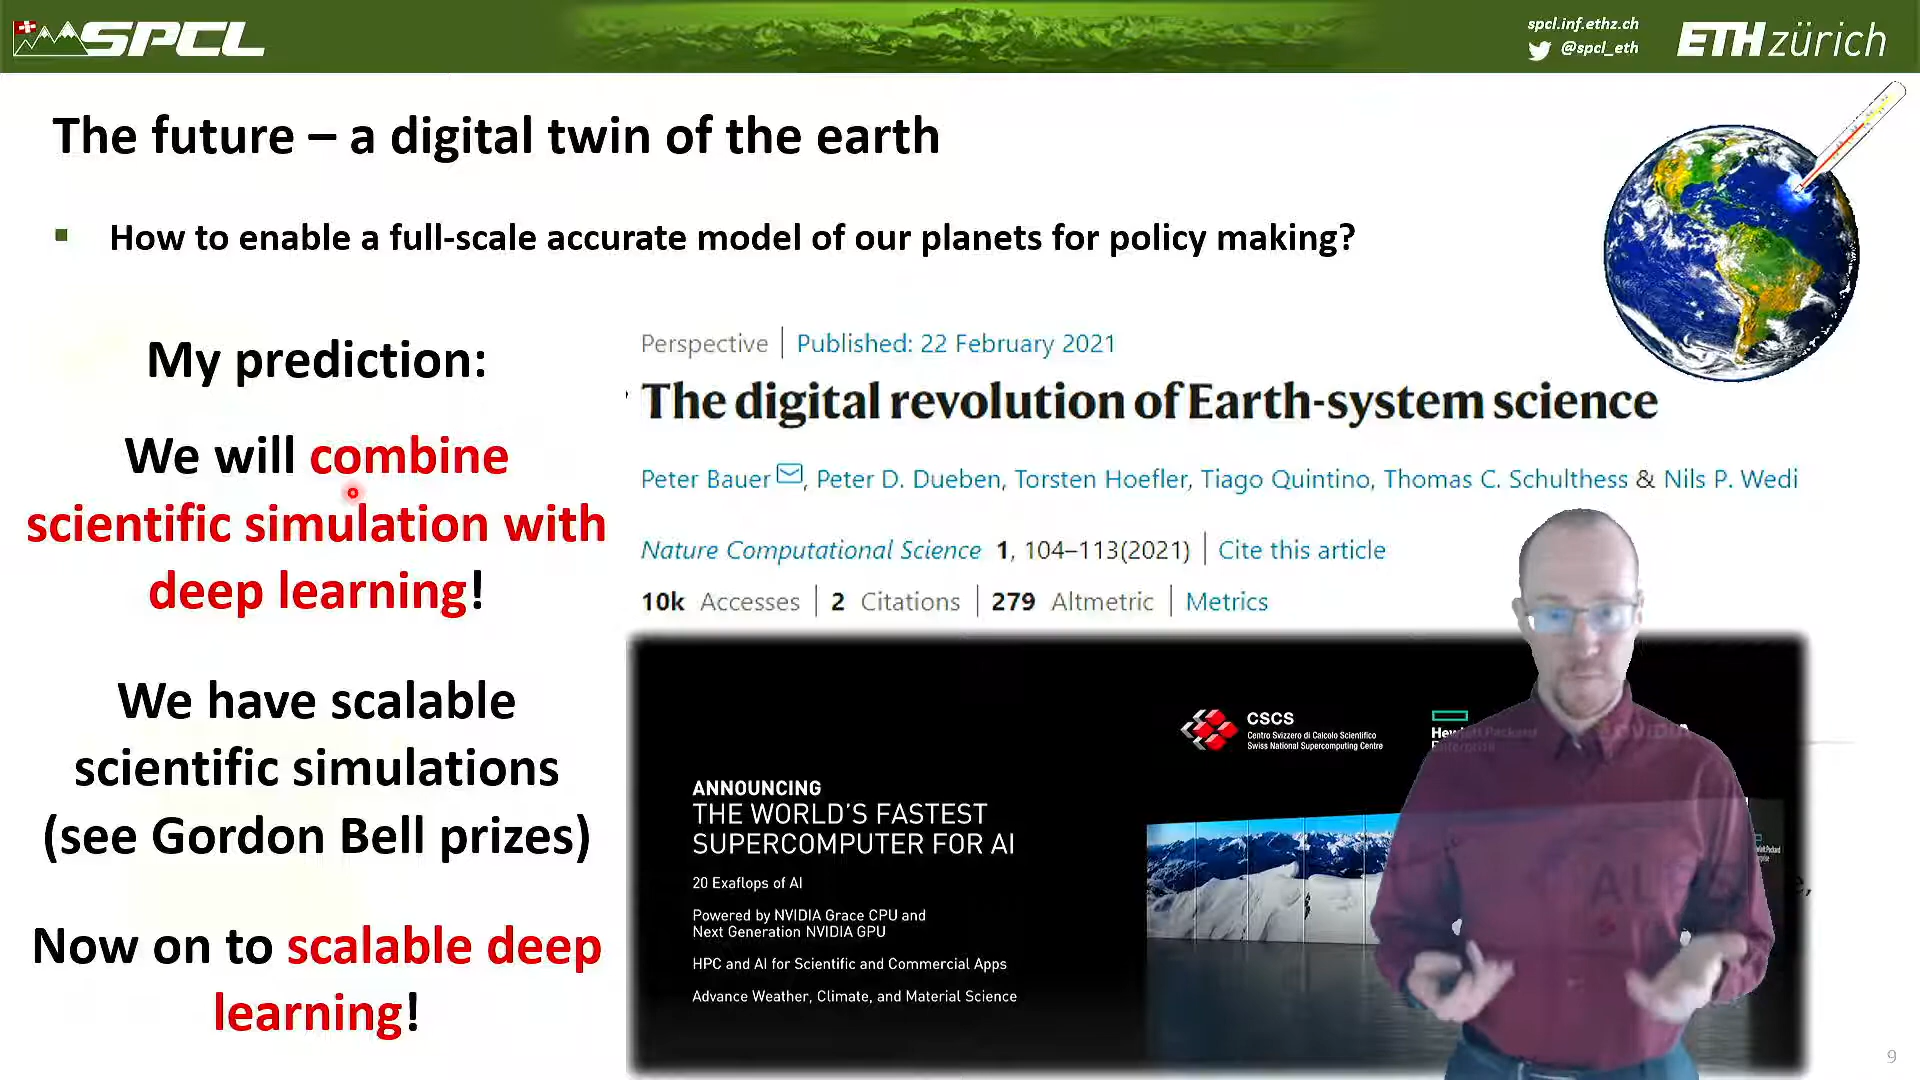 SPCL
spcl.inf.ethz.ch
@spcl_eth
ETH zürich
The future – a digital twin of the earth
How to enable a full-scale accurate model of our planets for policy making?
My prediction:
We will combine
scientific simulation with
deep learning!
We have scalable
scientific simulations
(see Gordon Bell prizes)
Now on to scalable deep
learning!
Perspective | Published: 22 February 2021
The digital revolution of Earth-system science
Peter Bauer, Peter D. Dueben, Torsten Hoefler, Tiago Quintino, Thomas C. Schulthess & Nils P. Wedi
Nature Computational Science 1, 104–113(2021) | Cite this article
10k Accesses | 2 Citations | 279 Altmetric | Metrics
CSCS
Centro Svizzero di Calcolo Scientifico
Swiss National Supercomputing Centre
Hewlett Packard
Enterprise
ANNOUNCING
THE WORLD'S FASTEST
SUPERCOMPUTER FOR AI
20 Exaflops of AI
Powered by NVIDIA Grace CPU and
Next Generation NVIDIA GPU
HPC and AI for Scientific and Commercial Apps
Advance Weather, Climate, and Material Science
9